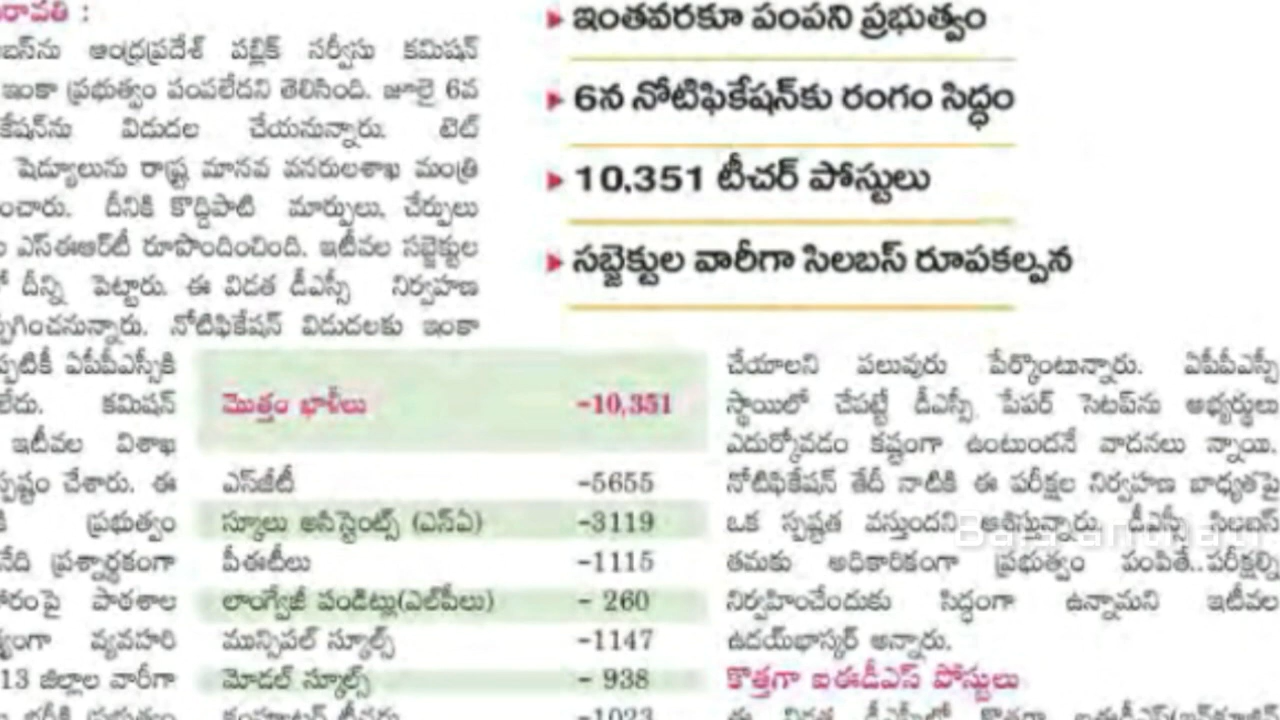 రావతి :
బస్‌ను ఆంధ్రప్రదేశ్ పబ్లిక్ సర్వీసు కమిషన్
ఇంకా ప్రభుత్వం పంపలేదని తెలిసింది. జూలై 6వ
కేషన్‌ను విడుదల చేయనున్నారు. టెట్
షెడ్యూలును రాష్ట్ర మానవ వనరులశాఖ మంత్రి
ంచారు. దీనికి కొద్దిపాటి మార్పులు, చేర్పులు
ఎస్‌ఈఆర్‌టీ రూపొందించింది. ఇటీవల సబ్జెక్టుల
దీన్ని పెట్టారు. ఈ విడత డీఎస్సీ నిర్వహణ
ప్పగించనున్నారు. నోటిఫికేషన్ విడుదలకు ఇంకా
ప్పటికీ ఏపీపీఎస్సీకి
లేదు. కమిషన్
ఇటీవల విశాఖ
స్పష్టం చేశారు. ఈ
ప్రభుత్వం
నేది ప్రశ్నార్థకంగా
హారంపై పాఠశాల
్యంగా వ్యవహరి
13 జిల్లాల వారీగా
ఇంతవరకూ పంపని ప్రభుత్వం
6న నోటిఫికేషన్‌కు రంగం సిద్ధం
10,351 టీచర్ పోస్టులు
సబ్జెక్టుల వారీగా సిలబస్ రూపకల్పన
మొత్తం ఖాళీలు -10,351
ఎస్‌జీటీ -5655
స్కూలు అసిస్టెంట్స్ (ఎస్ఏ) -3119
పీఈటీలు -1115
లాంగ్వేజీ పండిట్లు(ఎల్‌పీలు) - 260
మున్సిపల్ స్కూల్స్ -1147
మోడల్ స్కూల్స్ - 938
కంప్యూటర్ టీచర్లు -1023
చేయాలని పలువురు పేర్కొంటున్నారు. ఏపీపీఎస్సీ
స్థాయిలో చేపట్టే డీఎస్సీ పేపర్ సెటప్‌ను అభ్యర్థులు
ఎదుర్కోవడం కష్టంగా ఉంటుందనే వాదనలు న్నాయి.
నోటిఫికేషన్ తేదీ నాటికి ఈ పరీక్షల నిర్వహణ బాధ్యతపై
ఒక స్పష్టత వస్తుందని ఆశిస్తున్నారు. డీఎస్సీ సిలబస్
తమకు అధికారికంగా ప్రభుత్వం పంపితే..పరీక్షల్ని
నిర్వహించేందుకు సిద్ధంగా ఉన్నామని ఇటీవల
ఉదయ్‌భాస్కర్ అన్నారు.
కొత్తగా ఐఈడీఎస్ పోస్టులు